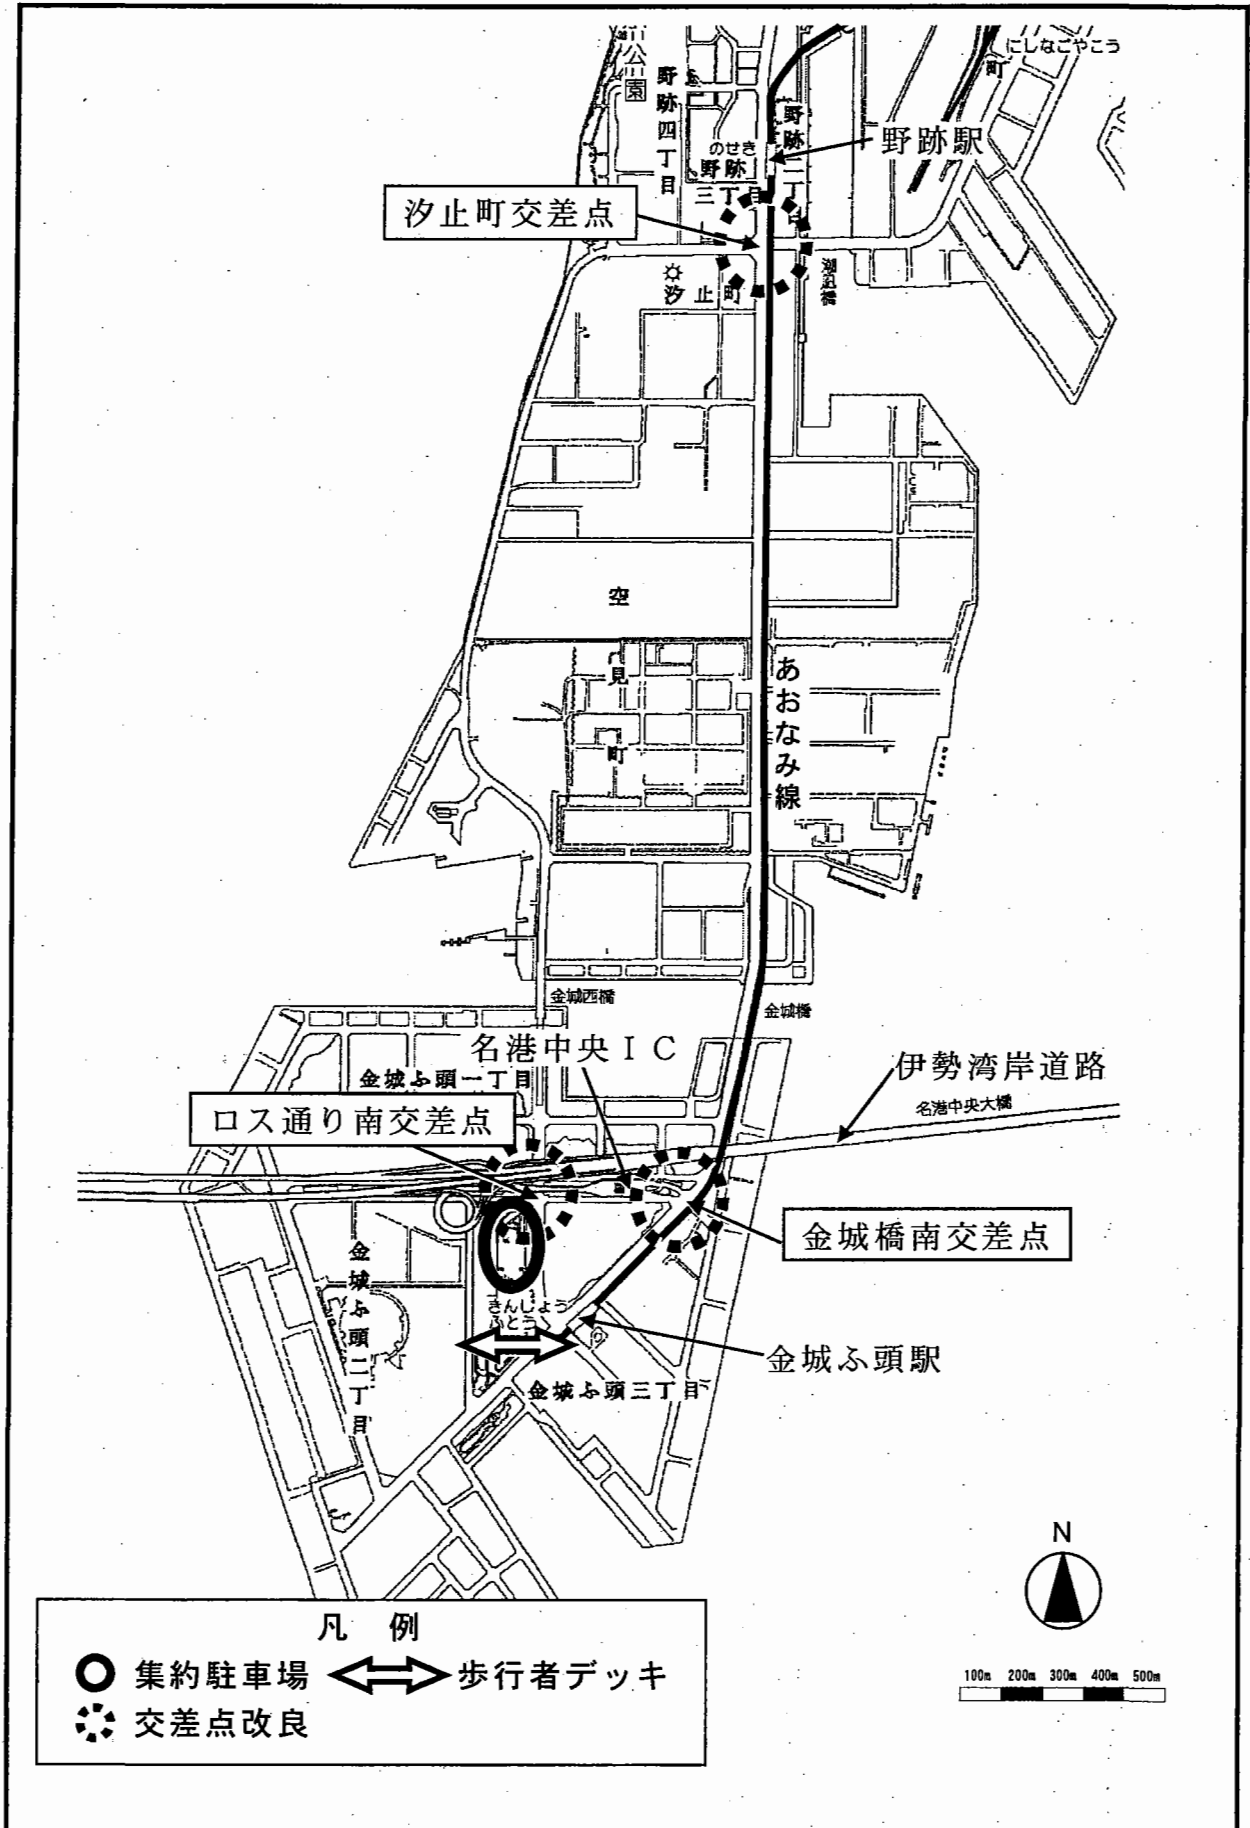 にしなごやこう
町
公園
野跡四丁目
のせき
野跡
三丁目
野跡二丁目
野跡駅
汐止町交差点
汐止町
潮凪橋
空見町
あおなみ線
金城西橋
金城橋
名港中央IC
金城ふ頭一丁目
伊勢湾岸道路
名港中央大橋
ロス通り南交差点
金城橋南交差点
金城ふ頭二丁目
きんじょう
ふとう
金城ふ頭駅
金城ふ頭三丁目
N
凡例
集約駐車場
歩行者デッキ
交差点改良
100m 200m 300m 400m 500m